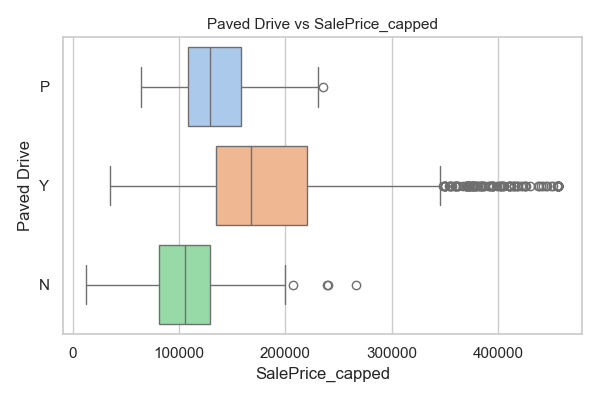 Paved Drive vs SalePrice_capped
Paved Drive
P
Y
N
0 100000 200000 300000 400000
SalePrice_capped